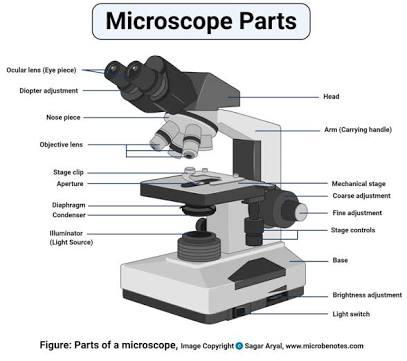 Microscope Parts
Ocular lens (Eye piece)
Diopter adjustment
Nose piece
Objective lens
Stage clip
Aperture
Diaphragm
Condenser
Illuminator
(Light Source)
Head
Arm (Carrying handle)
Mechanical stage
Coarse adjustment
Fine adjustment
Stage controls
Base
Brightness adjustment
Light switch
Figure: Parts of a microscope, Image Copyright © Sagar Aryal, www.microbenotes.com